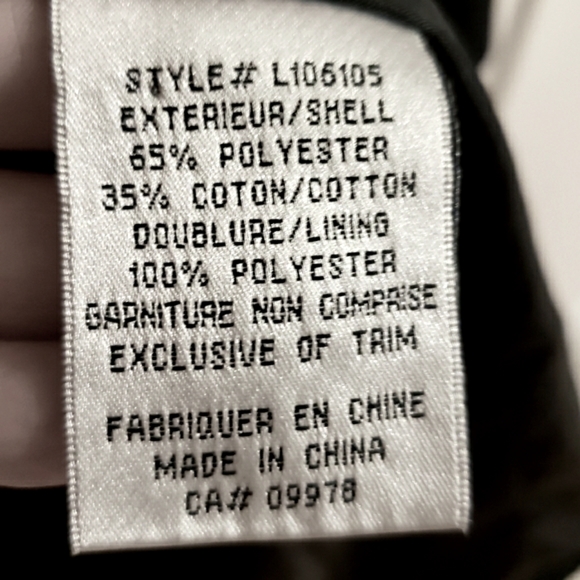 STYLE# L106105
EXTERIEUR/SHELL
65% POLYESTER
35% COTON/COTTON
DOUBLURE/LINING
100% POLYESTER
GARNITURE NON COMPRISE
EXCLUSIVE OF TRIM
FABRIQUER EN CHINE
MADE IN CHINA
CA# 09978